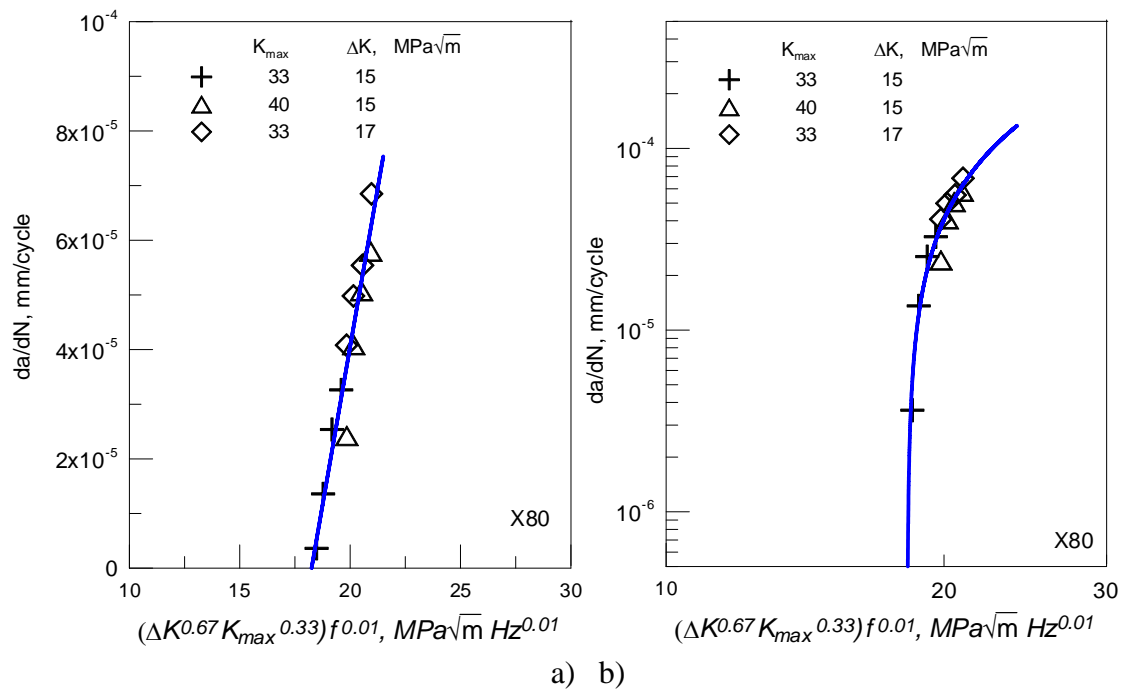 10⁻⁴
K_max ΔK, MPa√m
33 15
40 15
33 17
8x10⁻⁵
6x10⁻⁵
4x10⁻⁵
2x10⁻⁵
0
da/dN, mm/cycle
X80
10 15 20 25 30
(ΔK^0.67 K_max^0.33) f^0.01, MPa√m Hz^0.01
K_max ΔK, MPa√m
33 15
40 15
33 17
10⁻⁴
10⁻⁵
10⁻⁶
da/dN, mm/cycle
X80
10 20 30
(ΔK^0.67 K_max^0.33) f^0.01, MPa√m Hz^0.01
a) b)